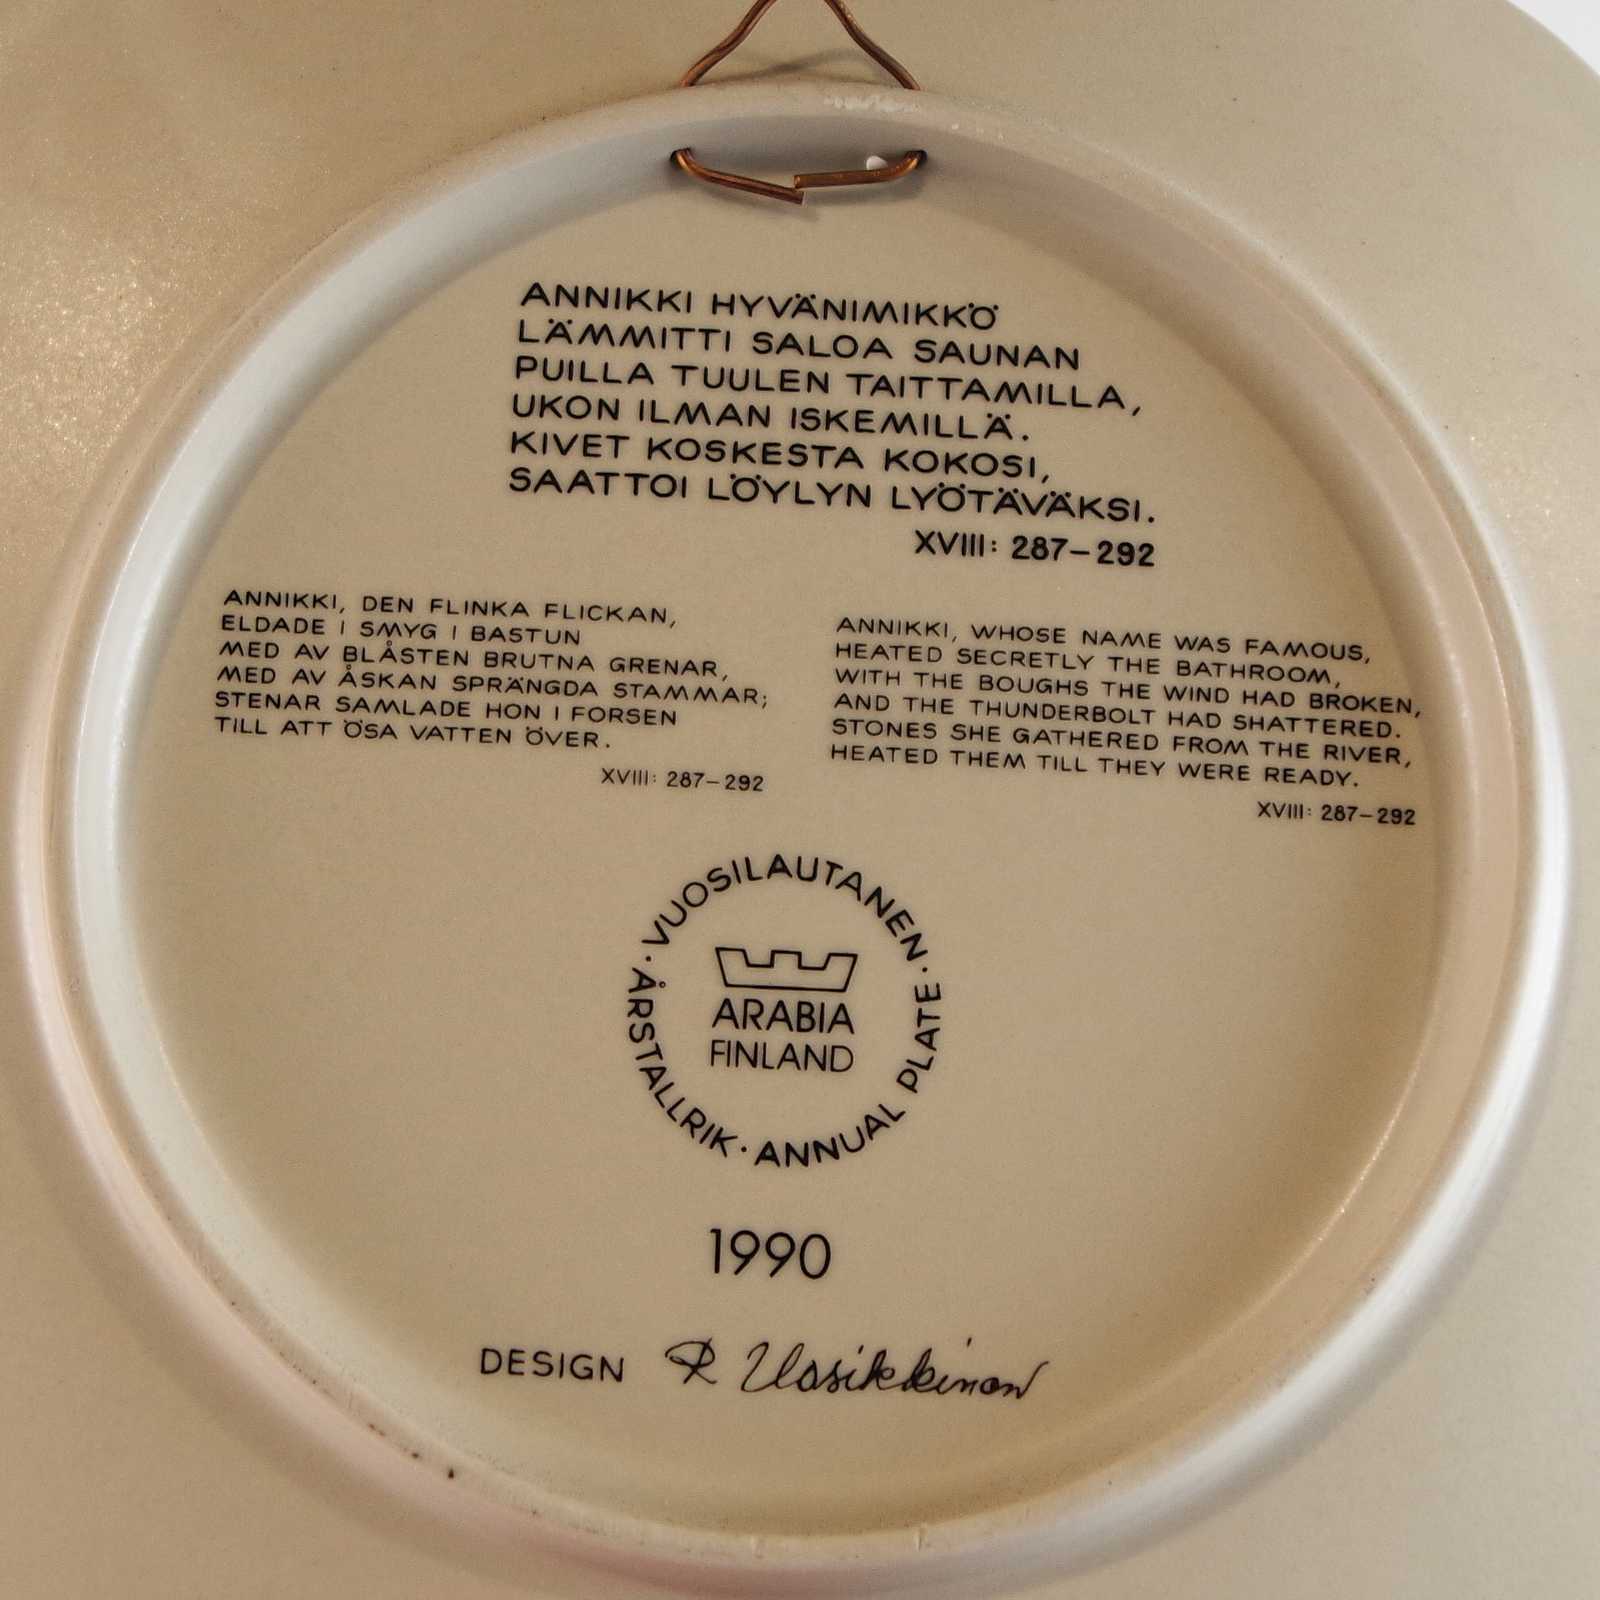 ANNIKKI HYVÄNIMIKKÖ
LÄMMITTI SALOA SAUNAN
PUILLA TUULEN TAITTAMILLA,
UKON ILMAN ISKEMILLÄ.
KIVET KOSKESTA KOKOSI,
SAATTOI LÖYLYN LYÖTÄVÄKSI.
XVIII: 287–292
ANNIKKI, DEN FLINKA FLICKAN,
ELDADE I SMYG I BASTUN
MED AV BLÅSTEN BRUTNA GRENAR,
MED AV ÅSKAN SPRÄNGDA STAMMAR;
STENAR SAMLADE HON I FORSEN
TILL ATT ÖSA VATTEN ÖVER.
XVIII: 287–292
ANNIKKI, WHOSE NAME WAS FAMOUS,
HEATED SECRETLY THE BATHROOM,
WITH THE BOUGHS THE WIND HAD BROKEN,
AND THE THUNDERBOLT HAD SHATTERED.
STONES SHE GATHERED FROM THE RIVER,
HEATED THEM TILL THEY WERE READY.
XVIII: 287–292
· VUOSILAUTANEN · ANNUAL PLATE · ÅRSTALLRIK
ARABIA
FINLAND
1990
DESIGN R Uosikkinen